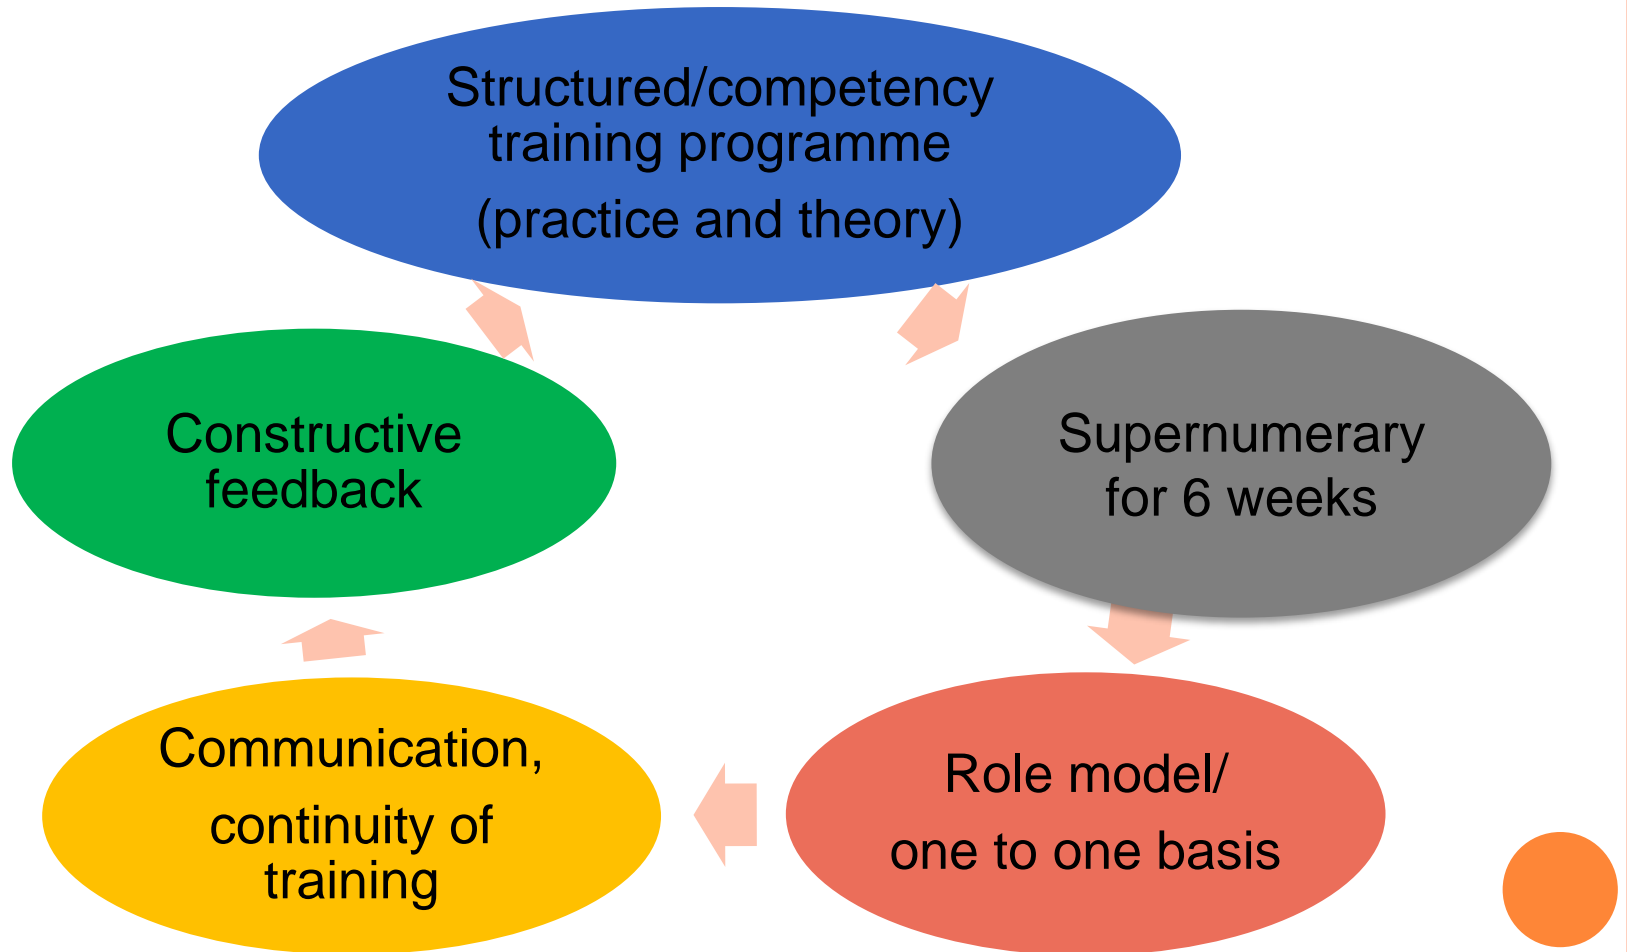 Structured/competency
training programme
(practice and theory)
Supernumerary
for 6 weeks
Role model/
one to one basis
Communication,
continuity of
training
Constructive
feedback